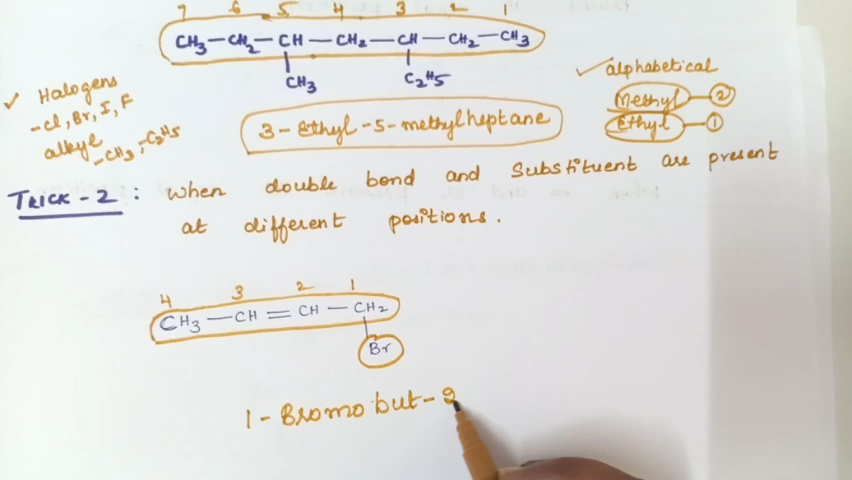 7 6 5 4 3 2 1
CH3 — CH2 — CH — CH2 — CH — CH2 — CH3
CH3 C2H5
✓ Halogens
-Cl, Br, I, F
alkyl -CH3, -C2H5
3 - Ethyl - 5 - methylheptane
✓ alphabetical
Methyl — 2
Ethyl — 1
TRICK - 2 : When double bond and Substituent are present
at different positions.
4 3 2 1
CH3 — CH = CH — CH2
Br
1 - Bromo but - 2